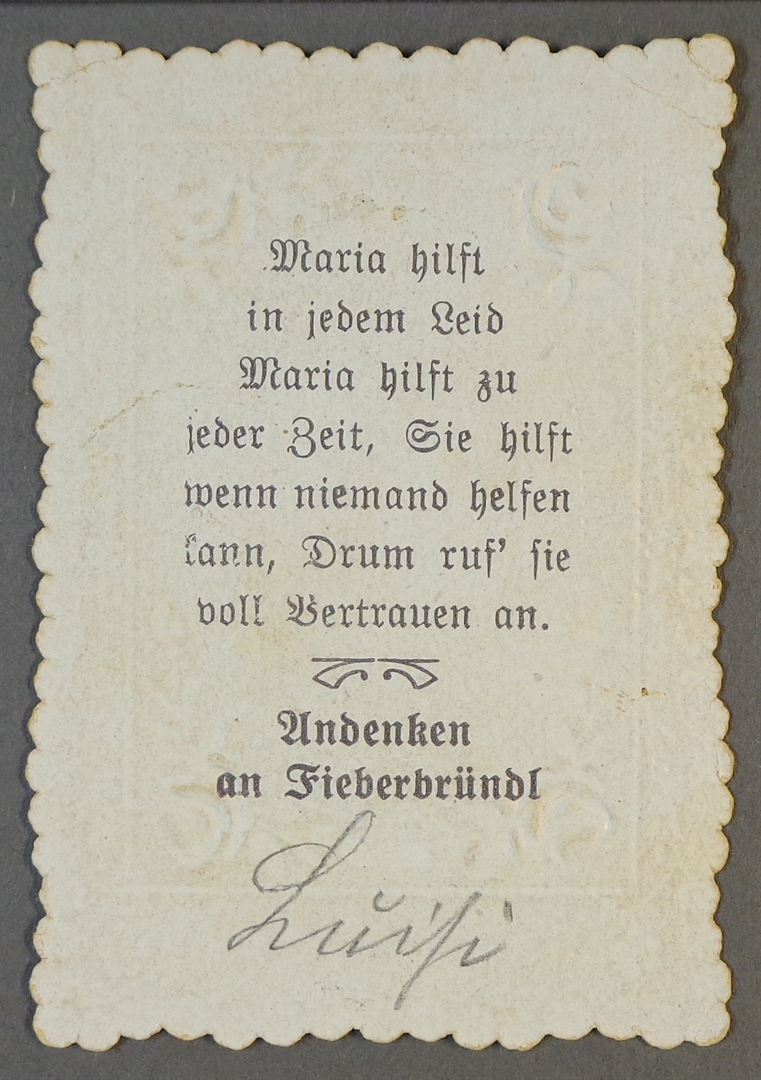 Maria hilft
in jedem Leid
Maria hilft zu
jeder Zeit, Sie hilft
wenn niemand helfen
kann, Drum ruf' sie
voll Vertrauen an.
Andenken
an Fieberbründl
Luisi